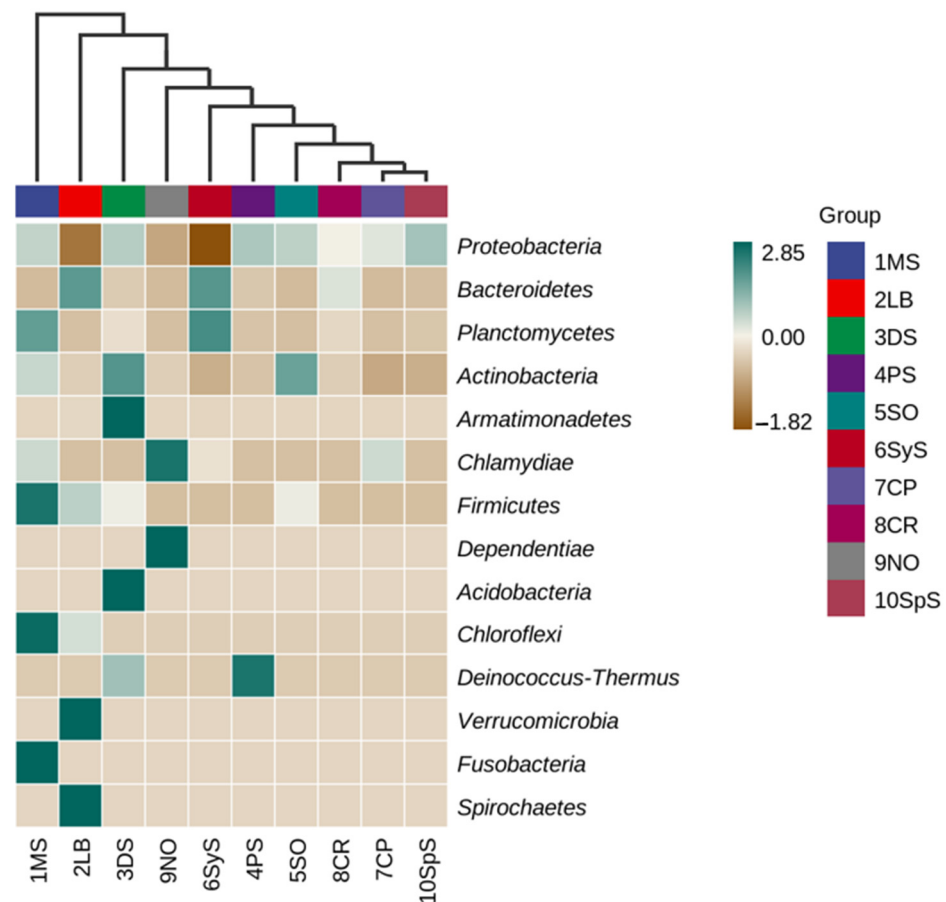 Group
Proteobacteria
Bacteroidetes
Planctomycetes
Actinobacteria
Armatimonadetes
Chlamydiae
Firmicutes
Dependentiae
Acidobacteria
Chloroflexi
Deinococcus-Thermus
Verrucomicrobia
Fusobacteria
Spirochaetes
2.85
0.00
−1.82
1MS
2LB
3DS
4PS
5SO
6SyS
7CP
8CR
9NO
10SpS
1MS
2LB
3DS
9NO
6SyS
4PS
5SO
8CR
7CP
10SpS